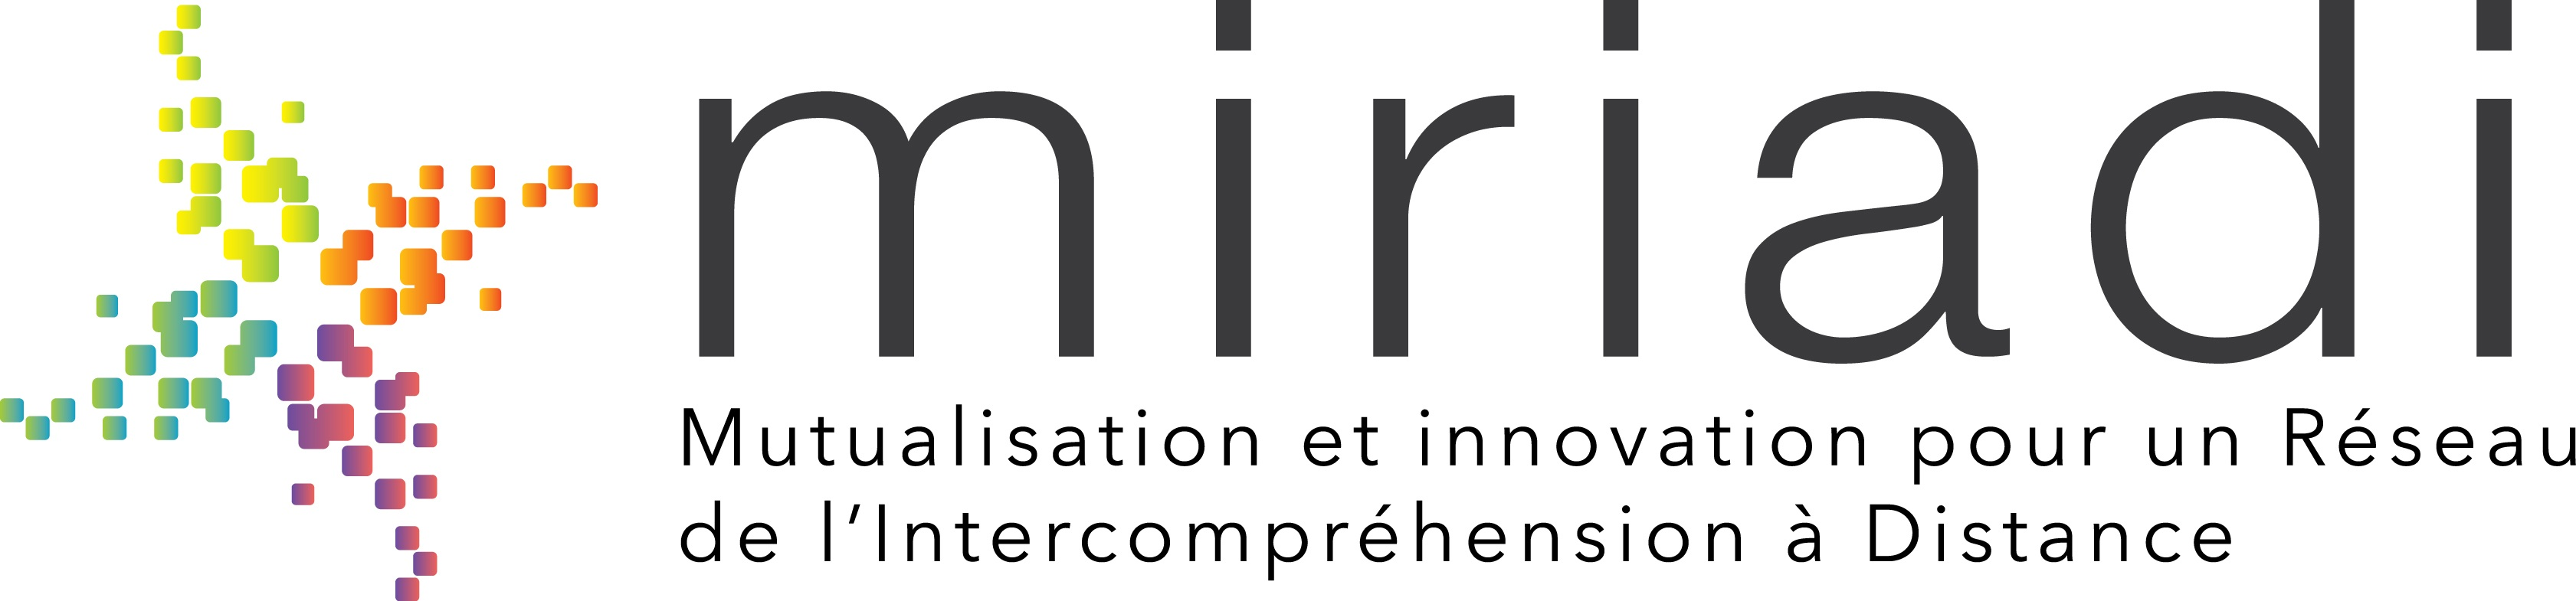 miriadi
Mutualisation et innovation pour un Réseau
de l’Intercompréhension à Distance